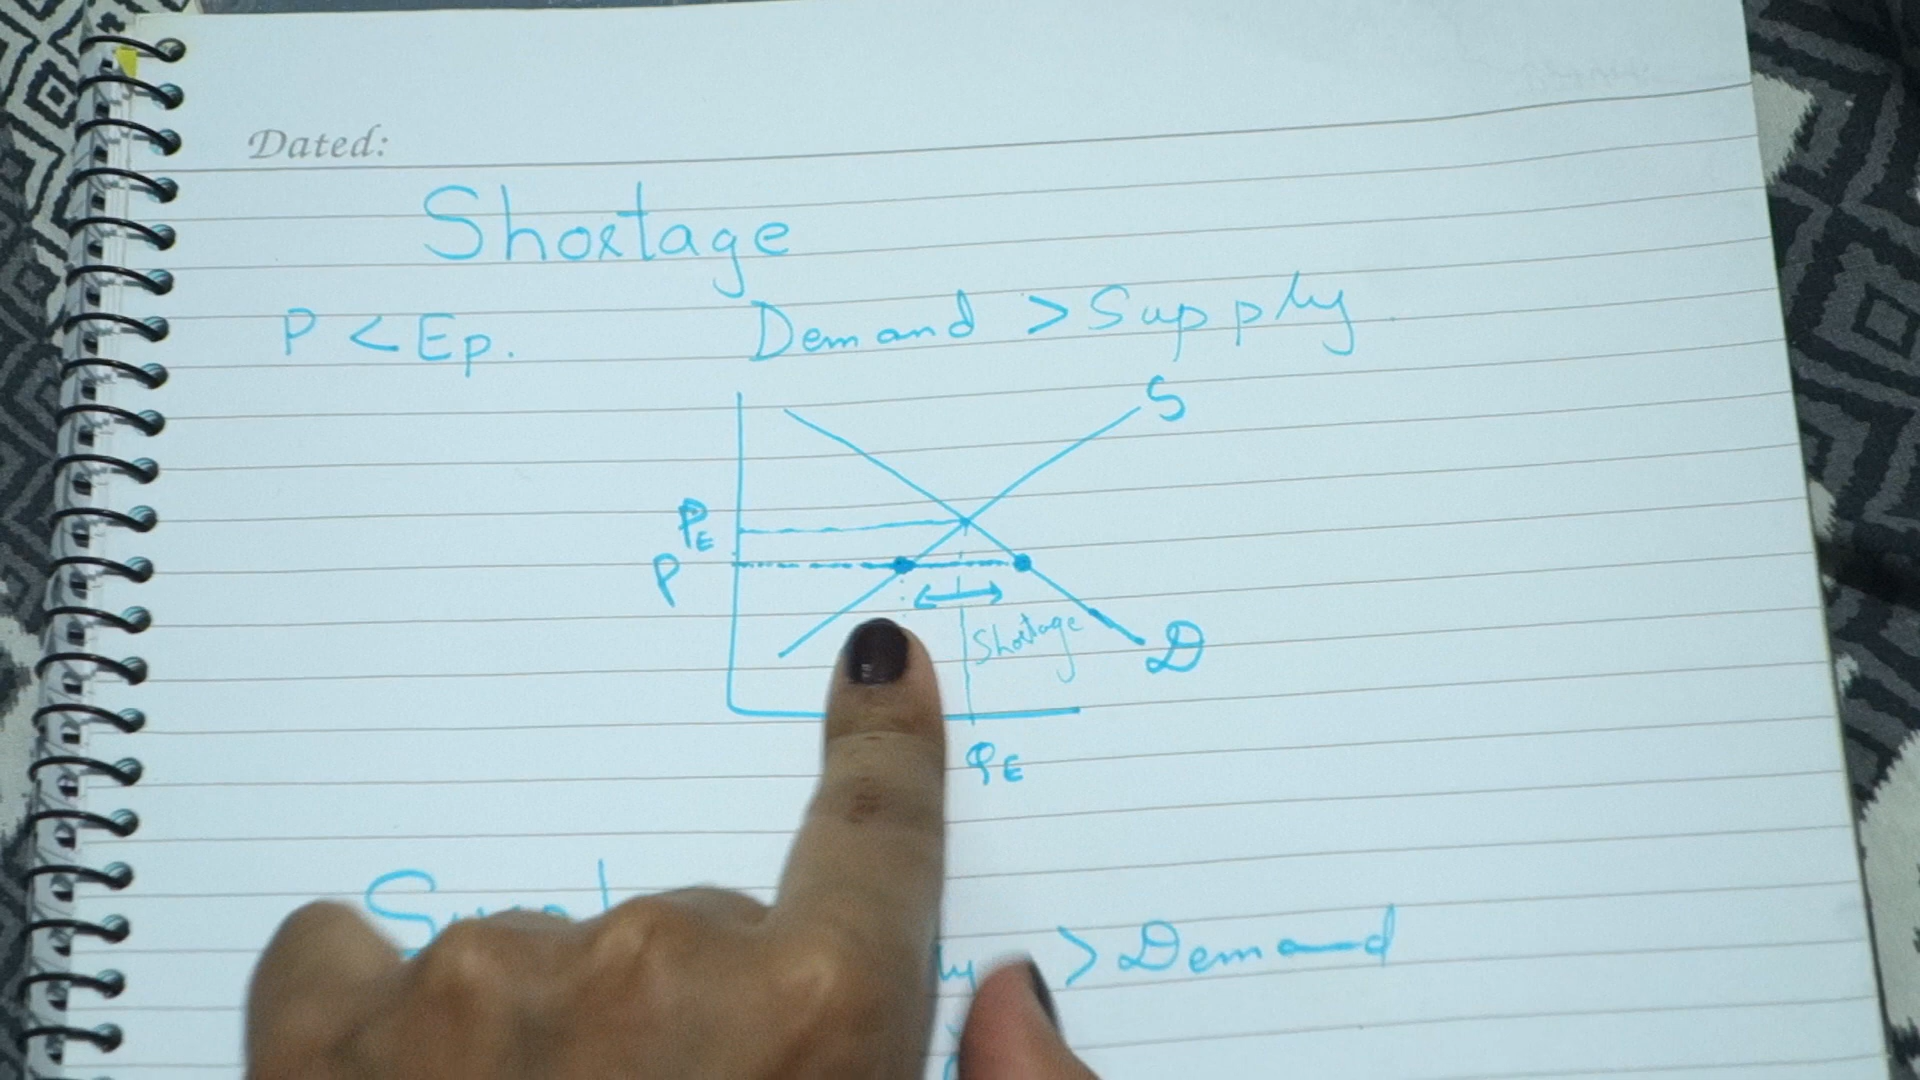 Dated:
Shortage
P < Ep. Demand > Supply
S
PE
P
Shortage
D
QE
> Demand